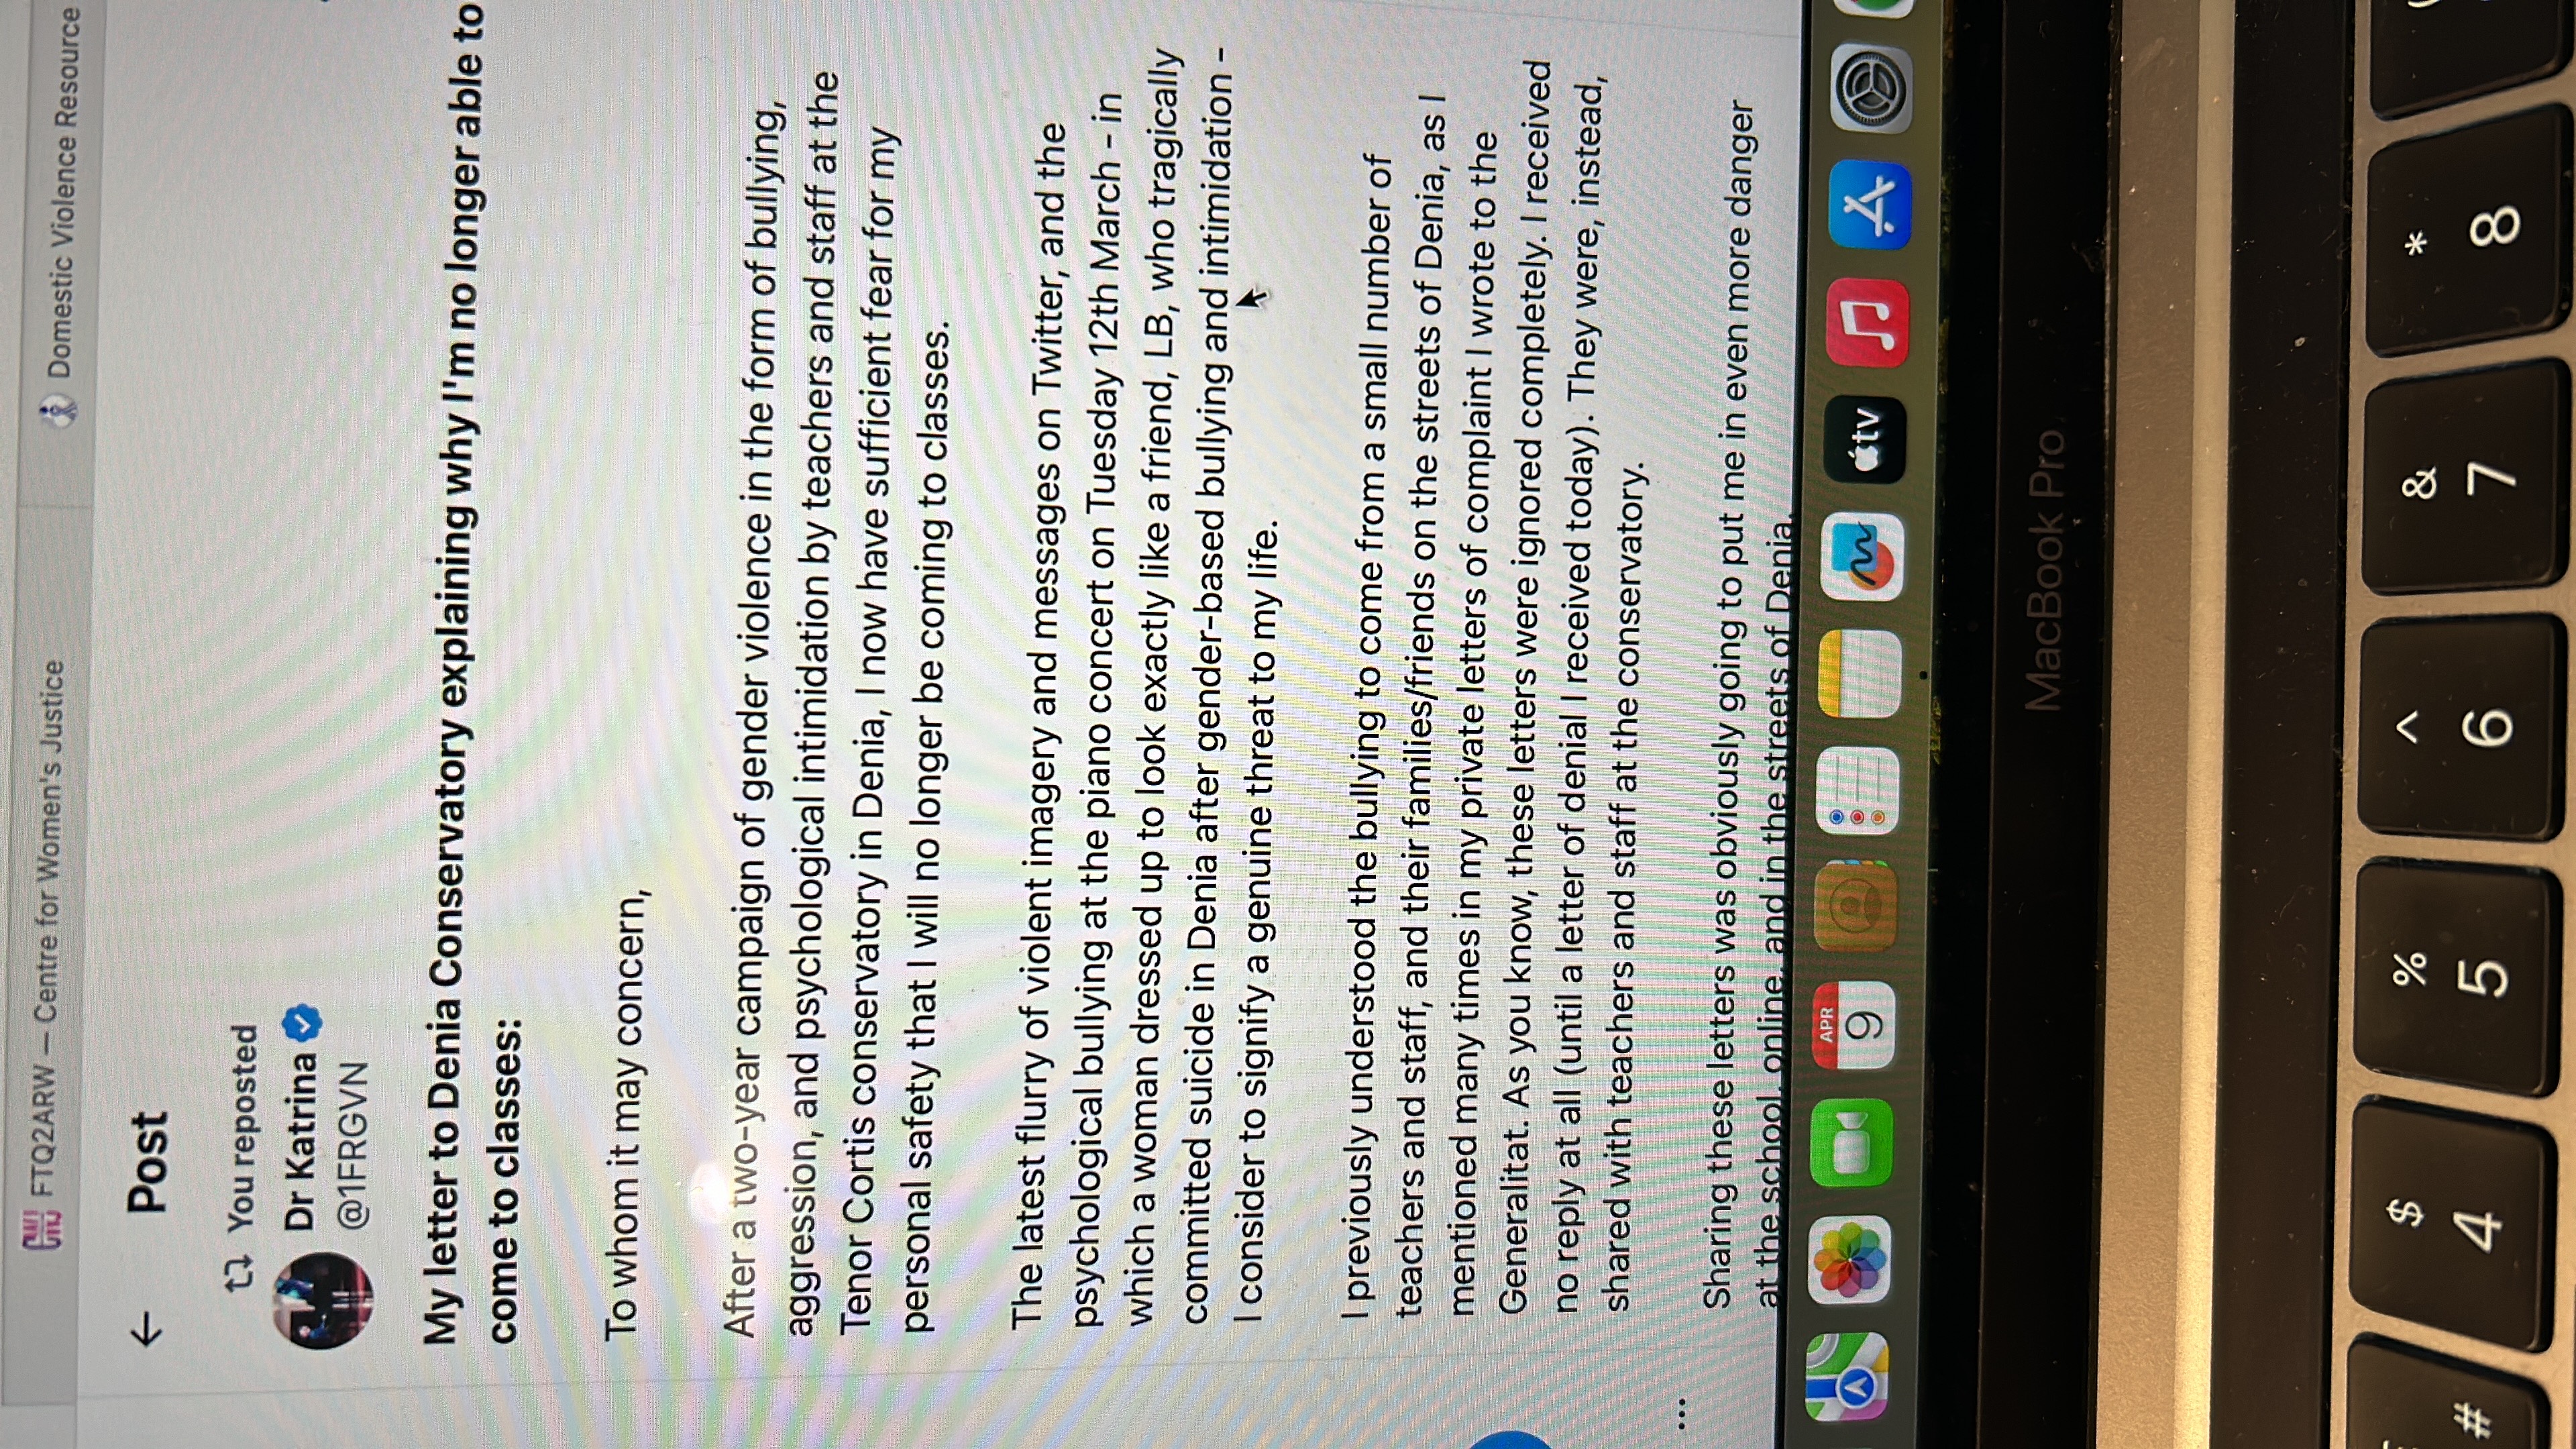 FTQ2ARW — Centre for Women's Justice
Domestic Violence Resource
Post
You reposted
Dr Katrina
@1FRGVN
My letter to Denia Conservatory explaining why I'm no longer able to
come to classes:
To whom it may concern,
After a two-year campaign of gender violence in the form of bullying,
aggression, and psychological intimidation by teachers and staff at the
Tenor Cortis conservatory in Denia, I now have sufficient fear for my
personal safety that I will no longer be coming to classes.
The latest flurry of violent imagery and messages on Twitter, and the
psychological bullying at the piano concert on Tuesday 12th March - in
which a woman dressed up to look exactly like a friend, LB, who tragically
committed suicide in Denia after gender-based bullying and intimidation -
I consider to signify a genuine threat to my life.
I previously understood the bullying to come from a small number of
teachers and staff, and their families/friends on the streets of Denia, as I
mentioned many times in my private letters of complaint I wrote to the
Generalitat. As you know, these letters were ignored completely. I received
no reply at all (until a letter of denial I received today). They were, instead,
shared with teachers and staff at the conservatory.
...
Sharing these letters was obviously going to put me in even more danger
at the school, online, and in the streets of Denia.
APR
9
tv
MacBook Pro
$ % ^ & *
# 4 5 6 7 8